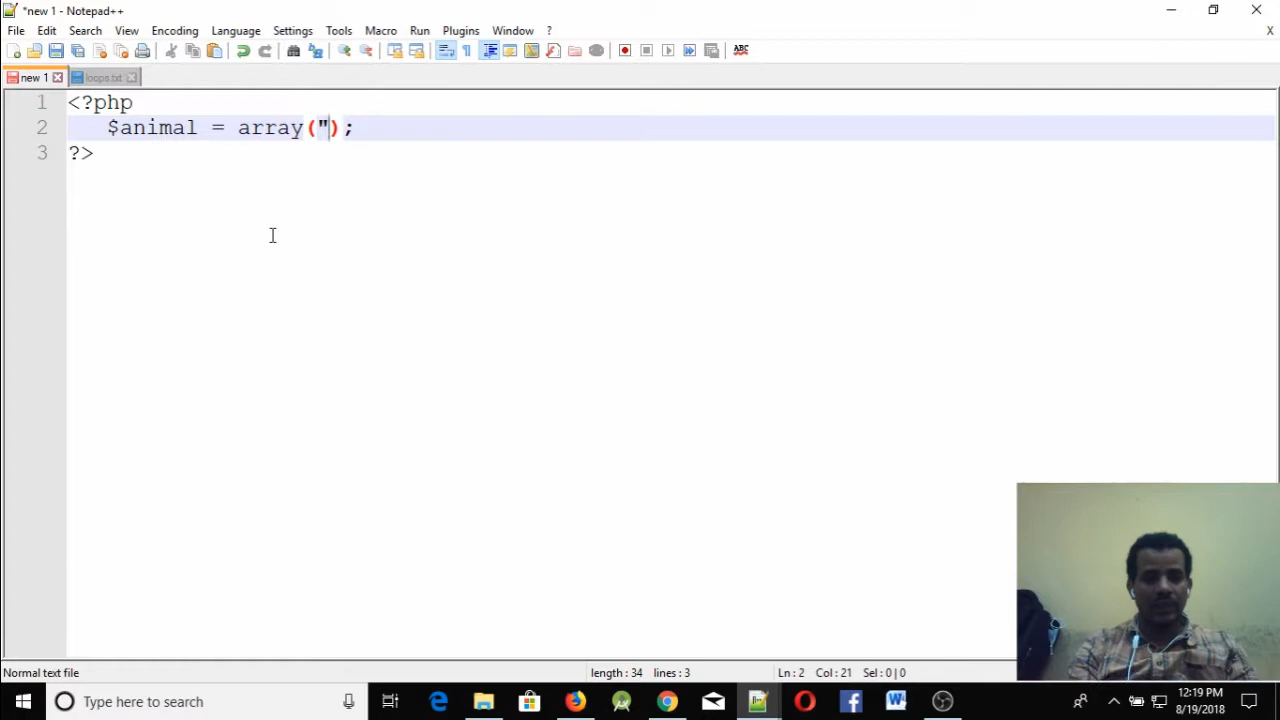 *new 1 - Notepad++
File Edit Search View Encoding Language Settings Tools Macro Run Plugins Window ? X
ABC
new 1 loops.txt
1 <?php
2 $animal = array(");
3 ?>
Normal text file length : 34 lines : 3 Ln : 2 Col : 21 Sel : 0 | 0
Type here to search 12:19 PM
8/19/2018